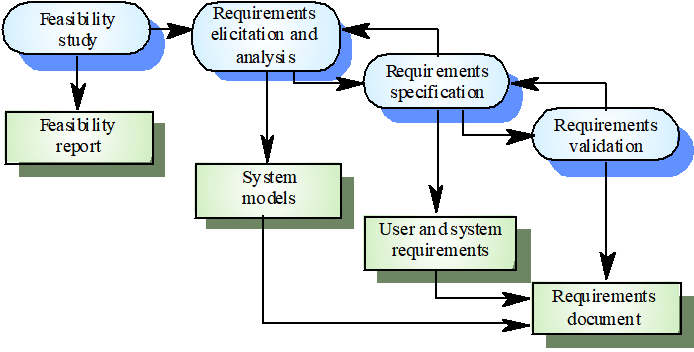 Feasibility
study
Requirements
elicitation and
analysis
Requirements
specification
Requirements
validation
Feasibility
report
System
models
User and system
requirements
Requirements
document